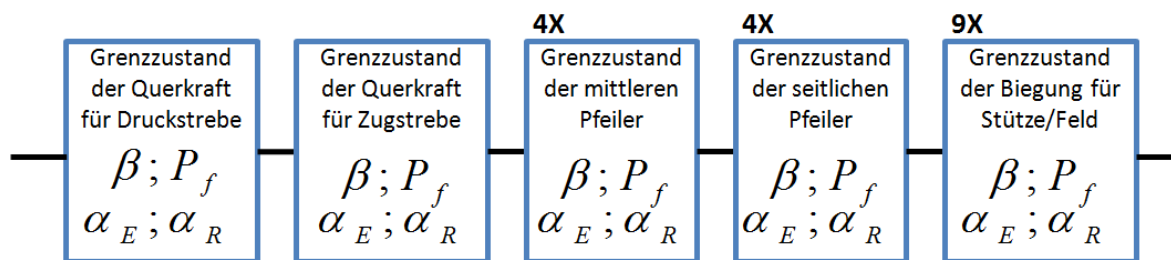 Grenzzustand
der Querkraft
für Druckstrebe
β ; P_f
α_E ; α_R
Grenzzustand
der Querkraft
für Zugstrebe
β ; P_f
α_E ; α_R
4X
Grenzzustand
der mittleren
Pfeiler
β ; P_f
α_E ; α_R
4X
Grenzzustand
der seitlichen
Pfeiler
β ; P_f
α_E ; α_R
9X
Grenzzustand
der Biegung für
Stütze/Feld
β ; P_f
α_E ; α_R